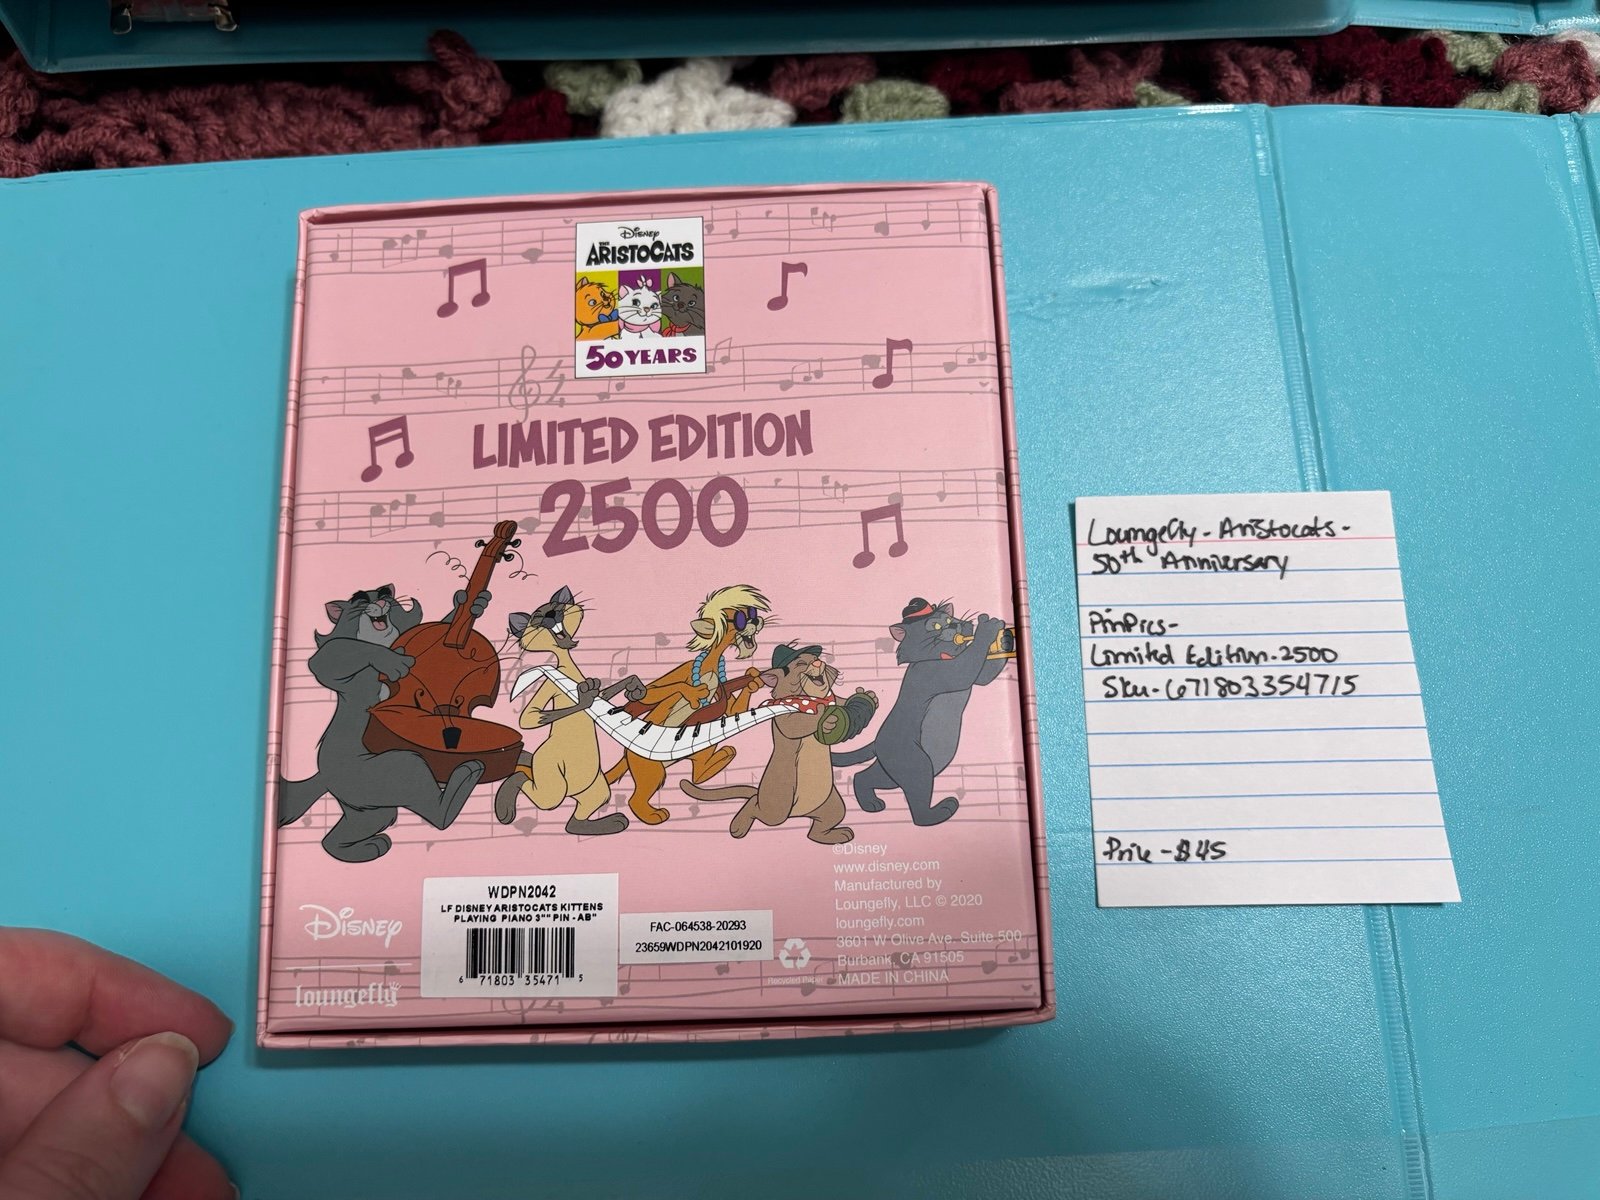 Disney
THE
ARISTOCATS
50 YEARS
LIMITED EDITION
2500
©Disney
www.disney.com
Manufactured by
Loungefly, LLC © 2020
loungefly.com
3601 W Olive Ave. Suite 500
Burbank, CA 91505
MADE IN CHINA
Recycled Paper
Disney
loungefly
WDPN2042
LF DISNEY ARISTOCATS KITTENS
PLAYING PIANO 3"" PIN - AB"
6 71803 35471 5
FAC-064538-20293
23659WDPN2042101920
Loungefly - Aristocats -
50th Anniversary
PinPics -
Limited Edition - 2500
Sku - 671803354715
Price - $45